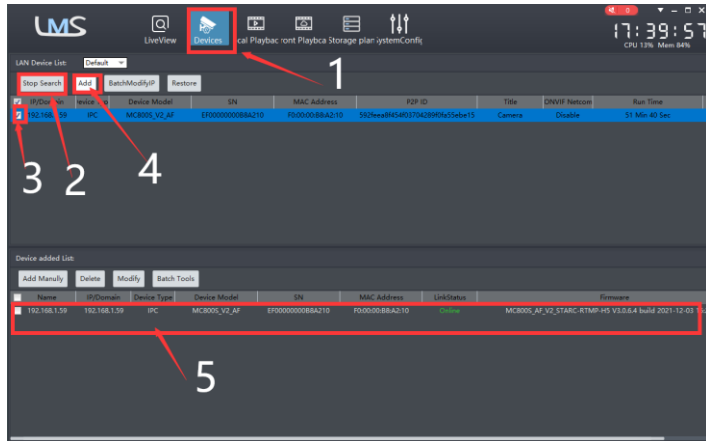 LMS
LiveView Devices cal Playbac ront Playbca Storage plan SystemConfig
0
17:39:57
CPU 13% Mem 84%
1
LAN Device List: Default
Stop Search Add BatchModifyIP Restore
IP/Domain Device Model SN MAC Address P2P ID Title ONVIF Netcom Run Time
192.168.1.59 IPC MC800S_V2_AF EF00000000B8A210 F0:00:00:B8:A2:10 Camera Disable 51 Min 40 Sec
3 2 4
Device added List:
Add Manully Delete Modify Batch Tools
Name IP/Domain Device Type Device Model SN MAC Address LinkStatus Firmware
192.168.1.59 192.168.1.59 IPC MC800S_V2_AF EF00000000B8A210 F0:00:00:B8:A2:10 Online MC800S_AF_V2_STARC-RTMP-H5 V3.0.6.4 build 2021-12-03
5